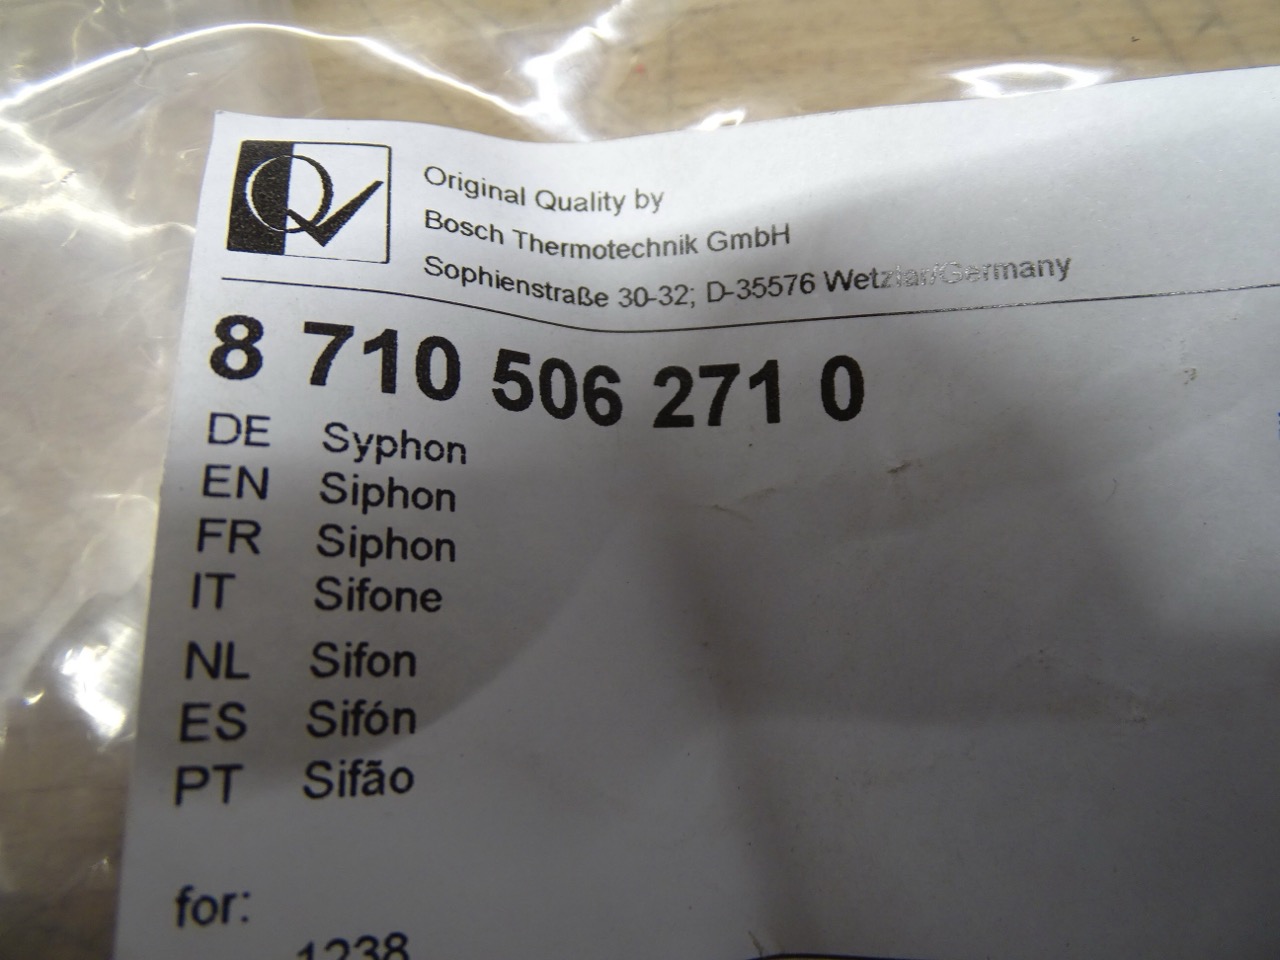 Original Quality by
Bosch Thermotechnik GmbH
Sophienstraße 30-32; D-35576 Wetzlar/Germany
8 710 506 271 0
DE Syphon
EN Siphon
FR Siphon
IT Sifone
NL Sifon
ES Sifón
PT Sifão
for:
1238